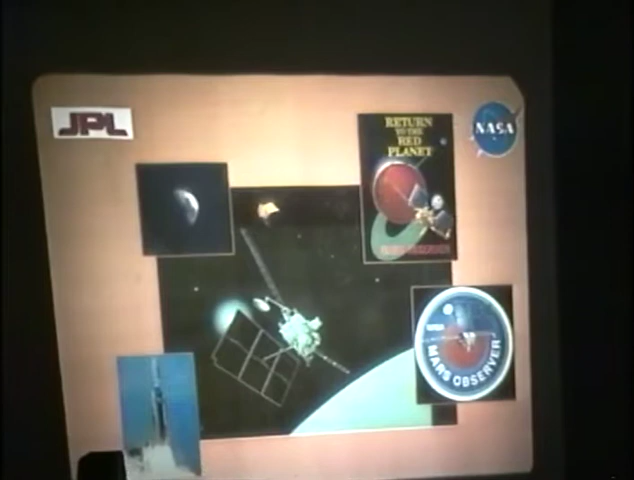 JPL
RETURN
TO THE
RED
PLANET
NASA
MARS OBSERVER